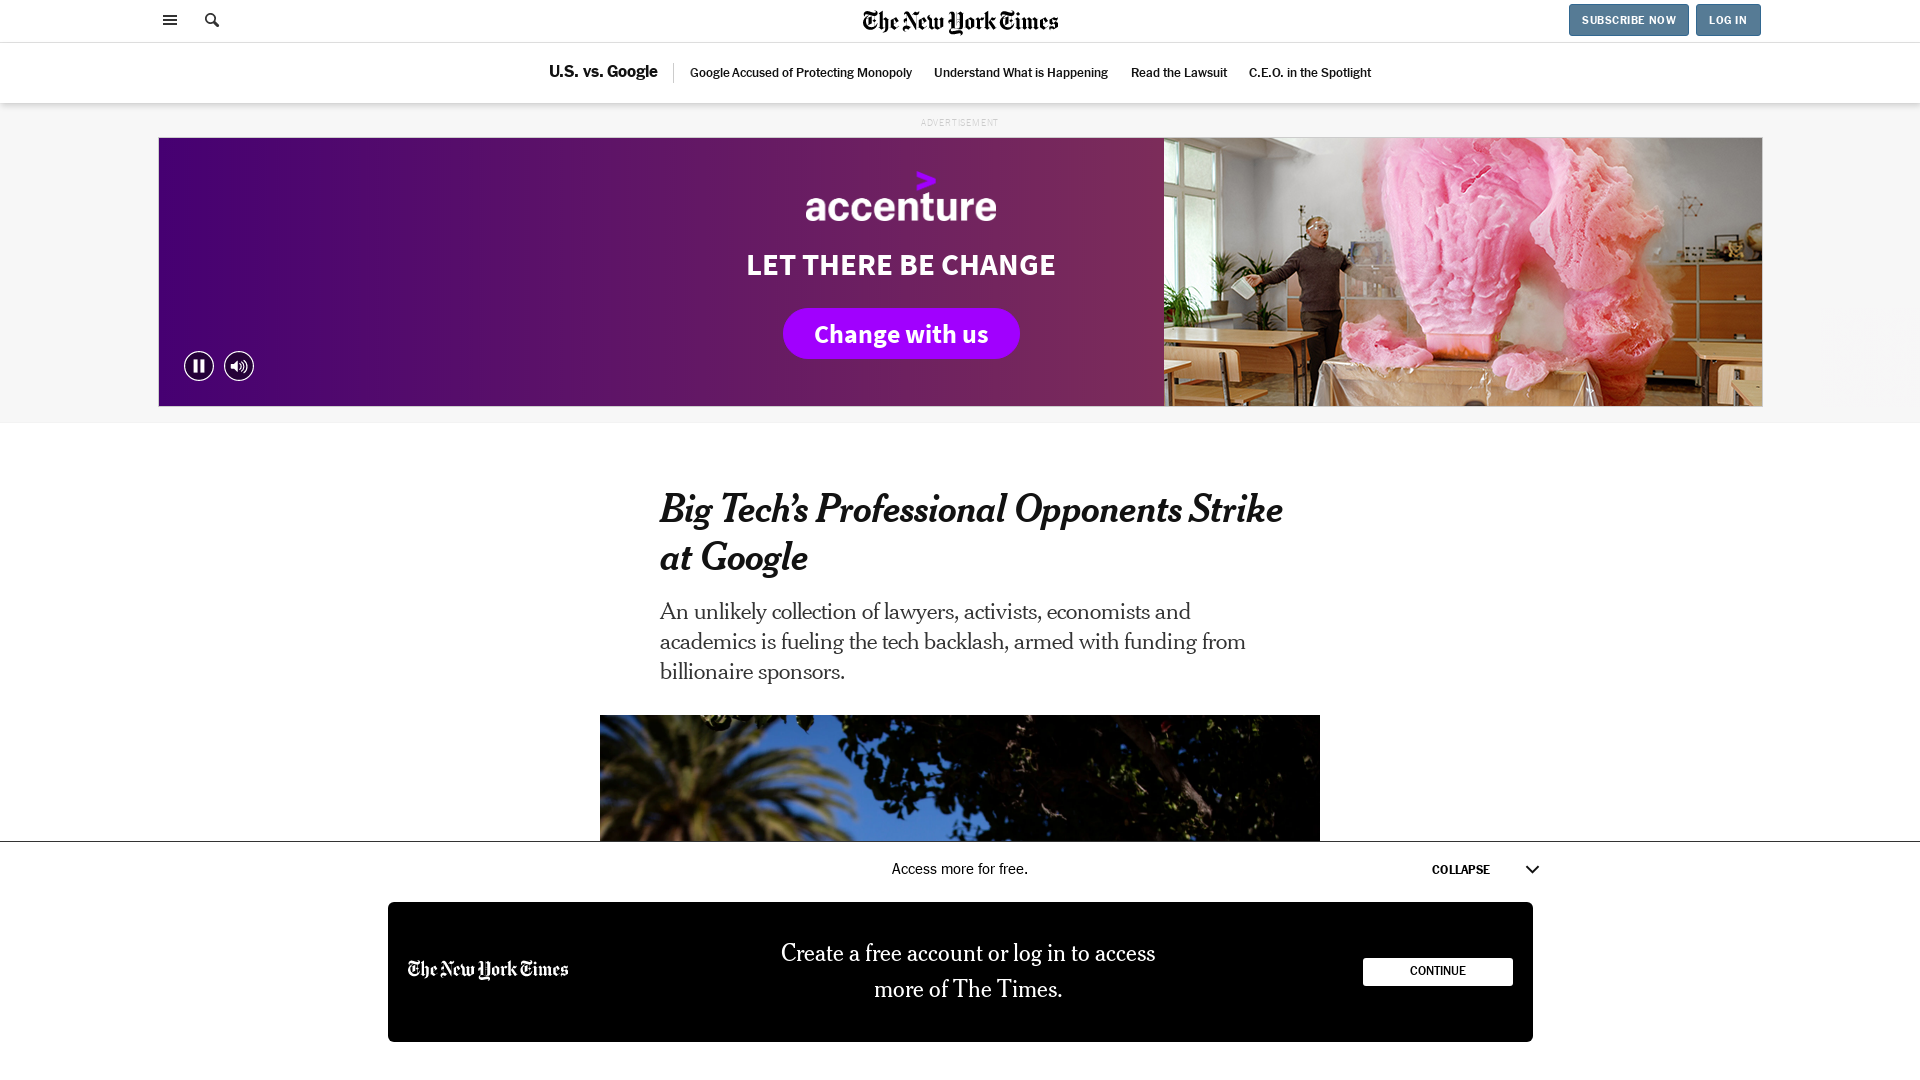 The New York Times
SUBSCRIBE NOW
LOG IN
U.S. vs. Google
Google Accused of Protecting Monopoly
Understand What is Happening
Read the Lawsuit
C.E.O. in the Spotlight
ADVERTISEMENT
accenture
LET THERE BE CHANGE
Change with us
Big Tech’s Professional Opponents Strike
at Google
An unlikely collection of lawyers, activists, economists and
academics is fueling the tech backlash, armed with funding from
billionaire sponsors.
Access more for free.
COLLAPSE
The New York Times
Create a free account or log in to access
more of The Times.
CONTINUE